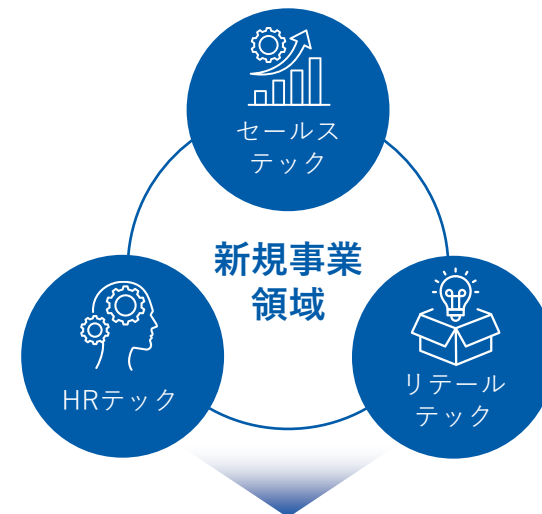 セールス
テック
新規事業
領域
HRテック
リテール
テック